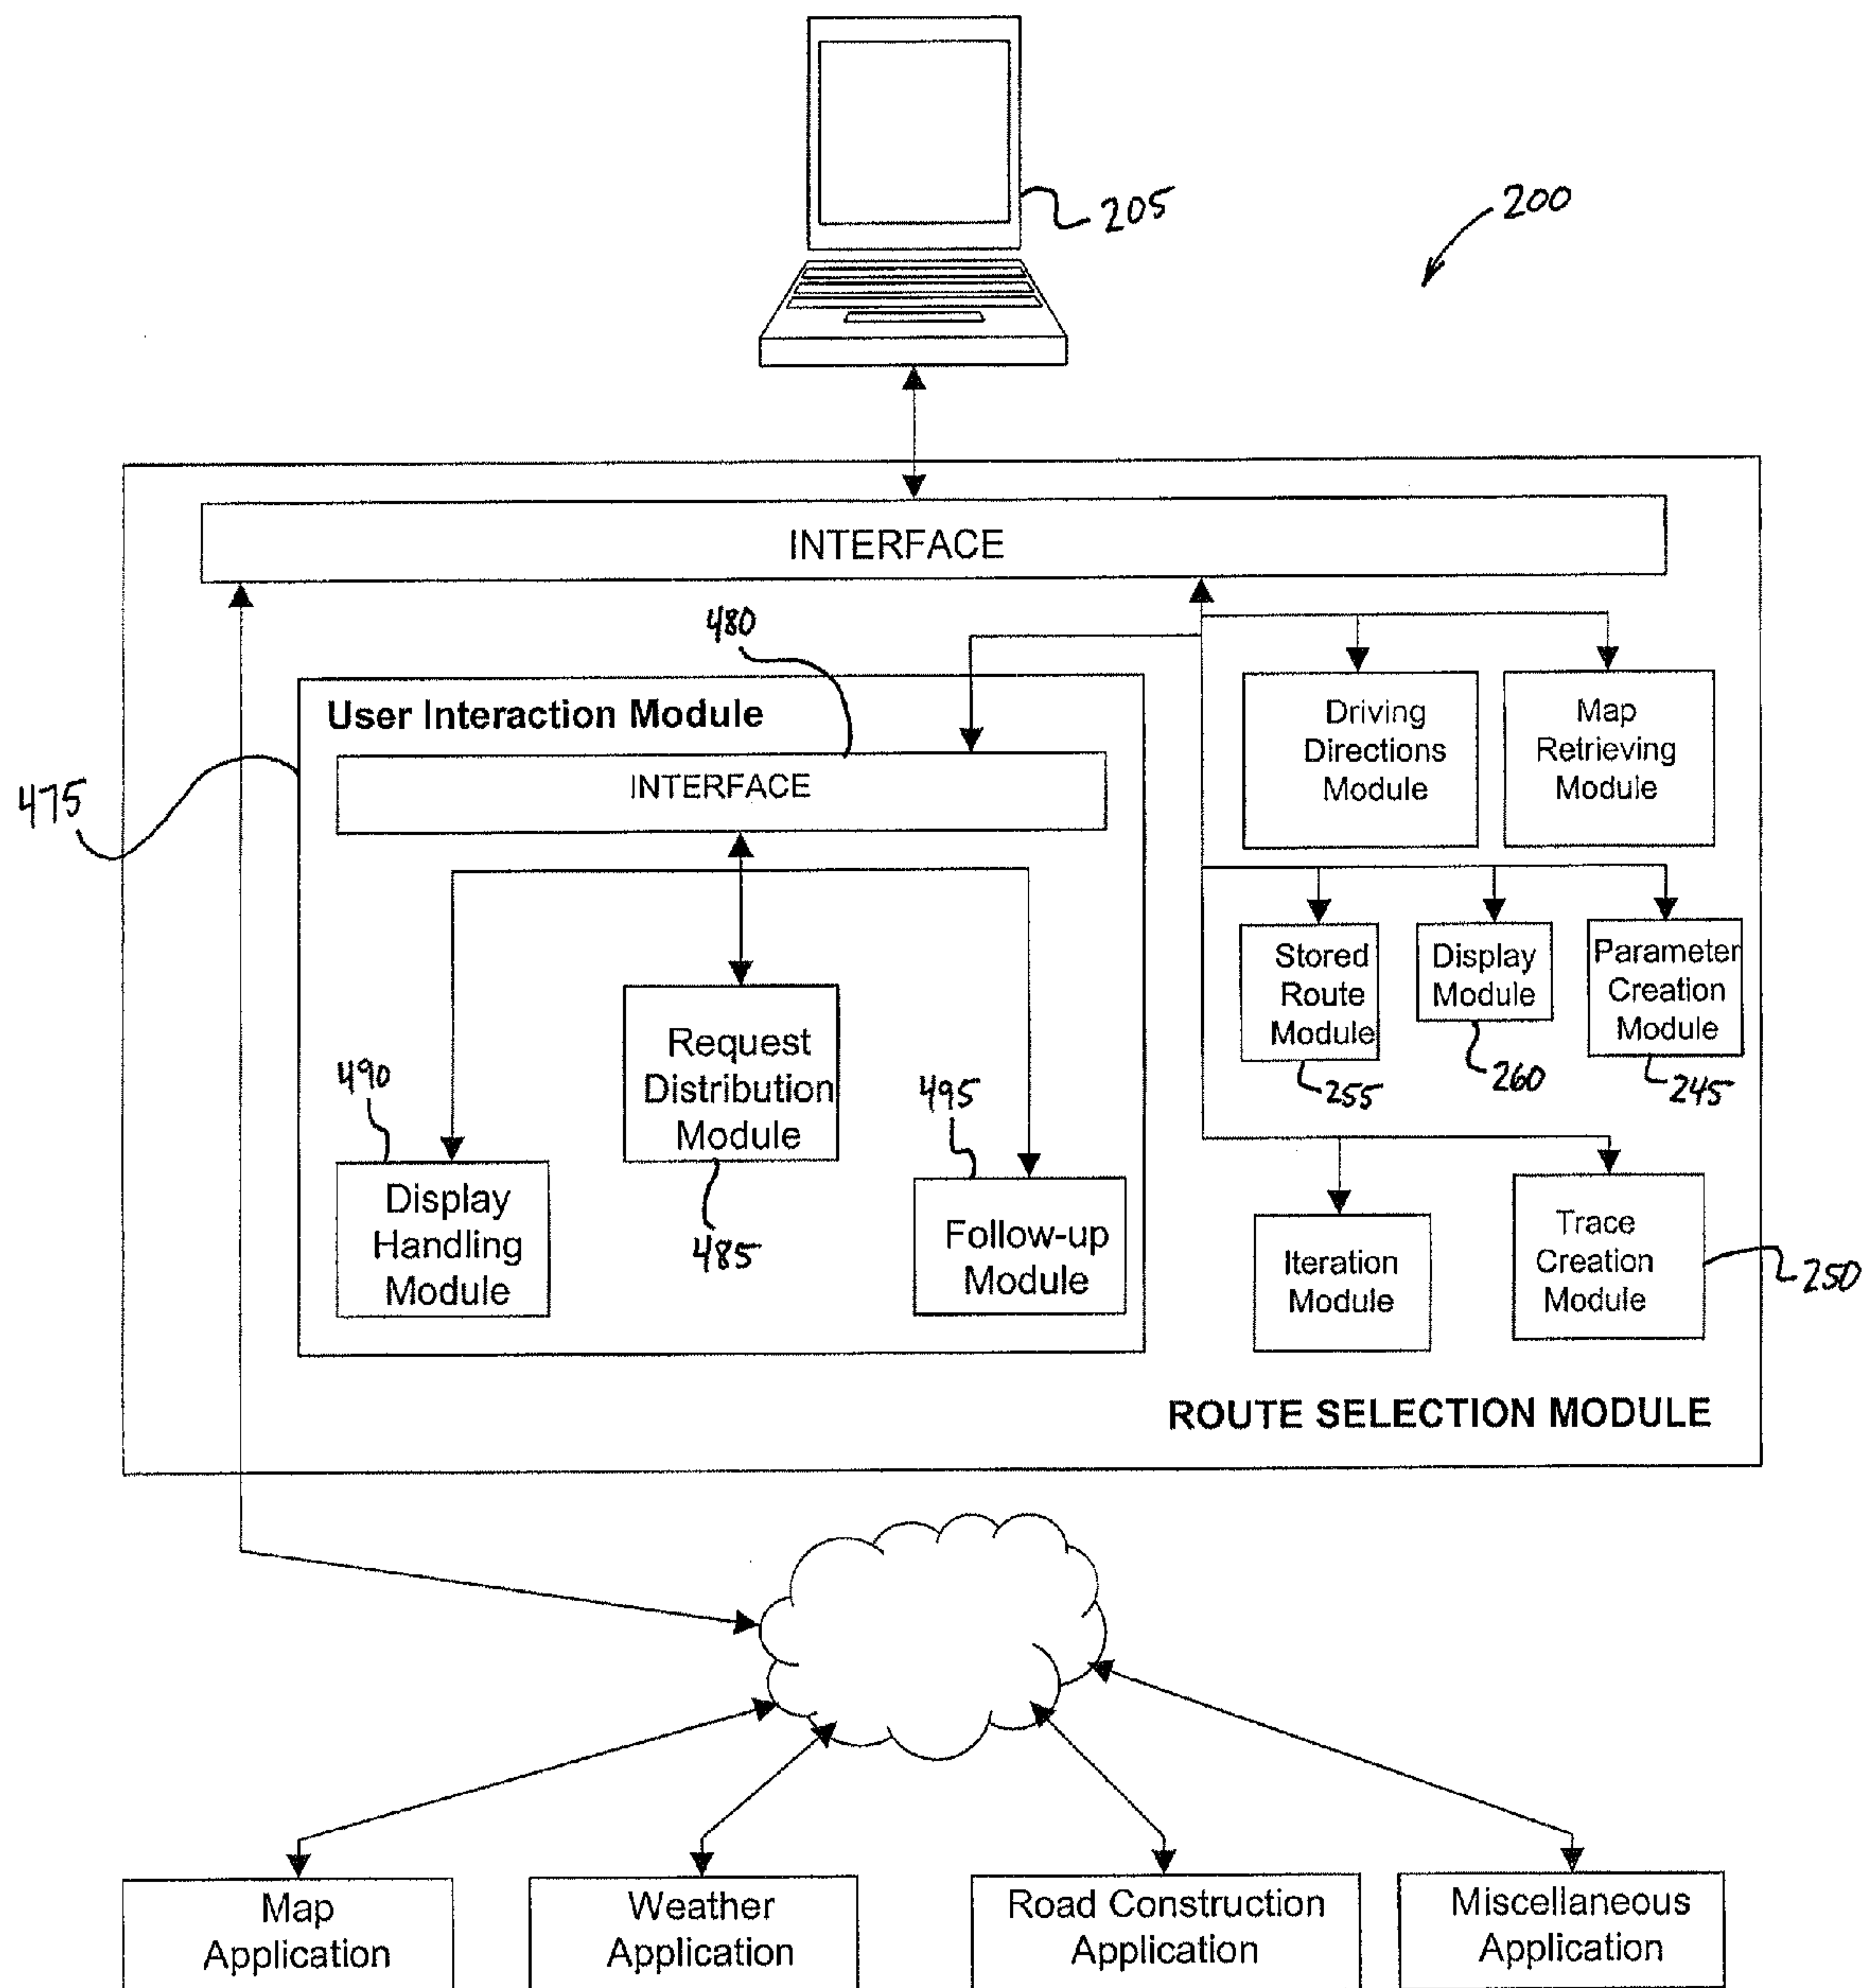 205
200
INTERFACE
480
User Interaction Module
INTERFACE
475
Driving
Directions
Module
Map
Retrieving
Module
Stored
Route
Module
255
Display
Module
260
Parameter
Creation
Module
245
Request
Distribution
Module
485
490
Display
Handling
Module
495
Follow-up
Module
Iteration
Module
Trace
Creation
Module
250
ROUTE SELECTION MODULE
Map
Application
Weather
Application
Road Construction
Application
Miscellaneous
Application